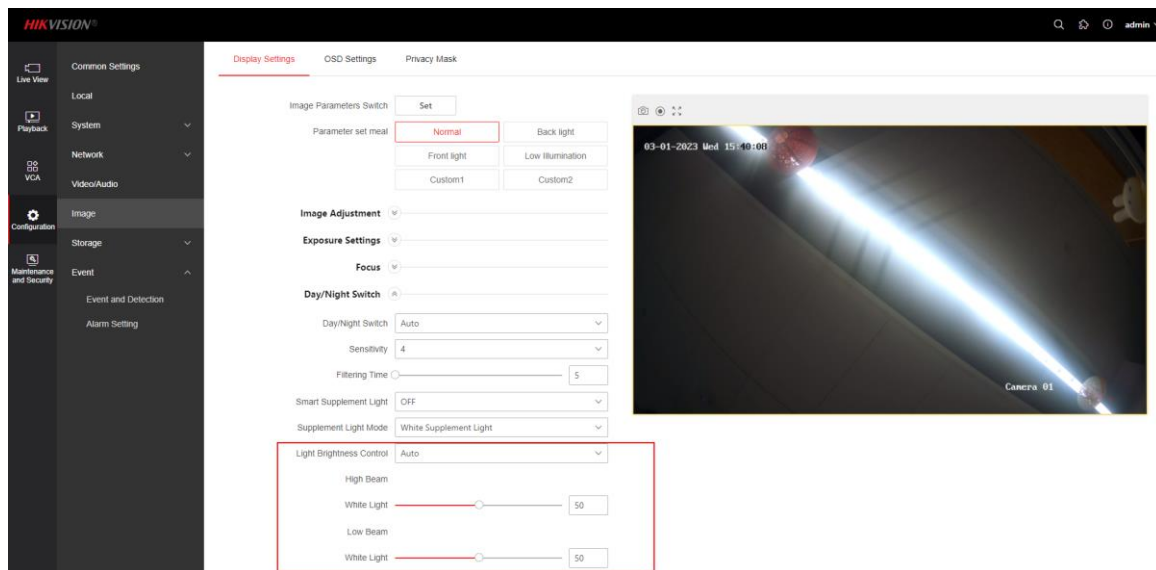 HIKVISION®
admin
Live View
Playback
VCA
Configuration
Maintenance
and Security
Common Settings
Local
System
Network
Video/Audio
Image
Storage
Event
Event and Detection
Alarm Setting
Display Settings OSD Settings Privacy Mask
Image Parameters Switch Set
Parameter set meal Normal Back light
Front light Low Illumination
Custom1 Custom2
Image Adjustment
Exposure Settings
Focus
Day/Night Switch
Day/Night Switch Auto
Sensitivity 4
Filtering Time 5
Smart Supplement Light OFF
Supplement Light Mode White Supplement Light
Light Brightness Control Auto
High Beam
White Light 50
Low Beam
White Light 50
03-01-2023 Wed 15:40:08
Camera 01